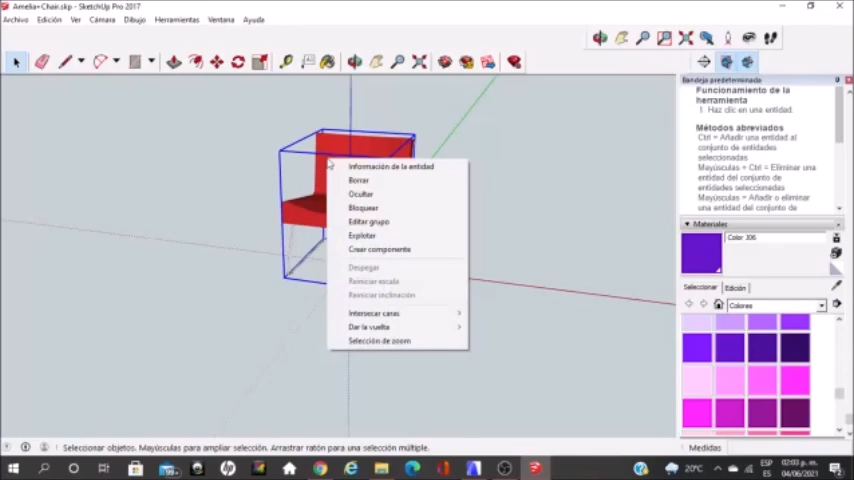 Amelia+Chair.skp - SketchUp Pro 2017
Archivo Edición Ver Cámara Dibujo Herramientas Ventana Ayuda
Bandeja predeterminada
Funcionamiento de la
herramienta
1. Haz clic en una entidad.
Métodos abreviados
Ctrl = Añadir una entidad al
conjunto de entidades
seleccionadas
Mayúsculas + Ctrl = Eliminar
una entidad del conjunto de
entidades seleccionadas
Mayúsculas = Añadir o eliminar
una entidad del conjunto de
Información de la entidad
Borrar
Ocultar
Bloquear
Editar grupo
Explotar
Crear componente
Despegar
Reiniciar escala
Reiniciar inclinación
Intersecar caras
Dar la vuelta
Selección de zoom
Materiales
Color J06
Seleccionar Edición
Colores
Seleccionar objetos. Mayúsculas para ampliar selección. Arrastrar ratón para una selección múltiple.
Medidas
99+
20°C
ESP
ES
02:03 p. m.
04/06/2021
2